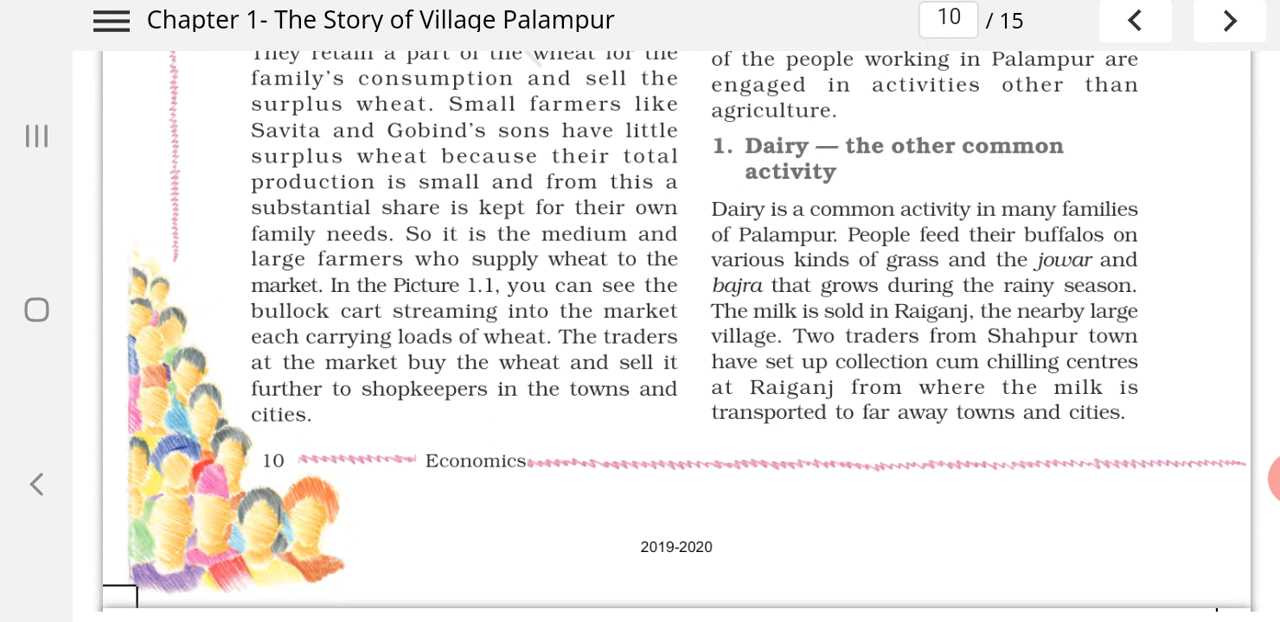 Chapter 1- The Story of Village Palampur
10 / 15
They retain a part of the wheat for the
family's consumption and sell the
surplus wheat. Small farmers like
Savita and Gobind's sons have little
surplus wheat because their total
production is small and from this a
substantial share is kept for their own
family needs. So it is the medium and
large farmers who supply wheat to the
market. In the Picture 1.1, you can see the
bullock cart streaming into the market
each carrying loads of wheat. The traders
at the market buy the wheat and sell it
further to shopkeepers in the towns and
cities.
of the people working in Palampur are
engaged in activities other than
agriculture.
1. Dairy — the other common
activity
Dairy is a common activity in many families
of Palampur. People feed their buffalos on
various kinds of grass and the jowar and
bajra that grows during the rainy season.
The milk is sold in Raiganj, the nearby large
village. Two traders from Shahpur town
have set up collection cum chilling centres
at Raiganj from where the milk is
transported to far away towns and cities.
10 Economics
2019-2020